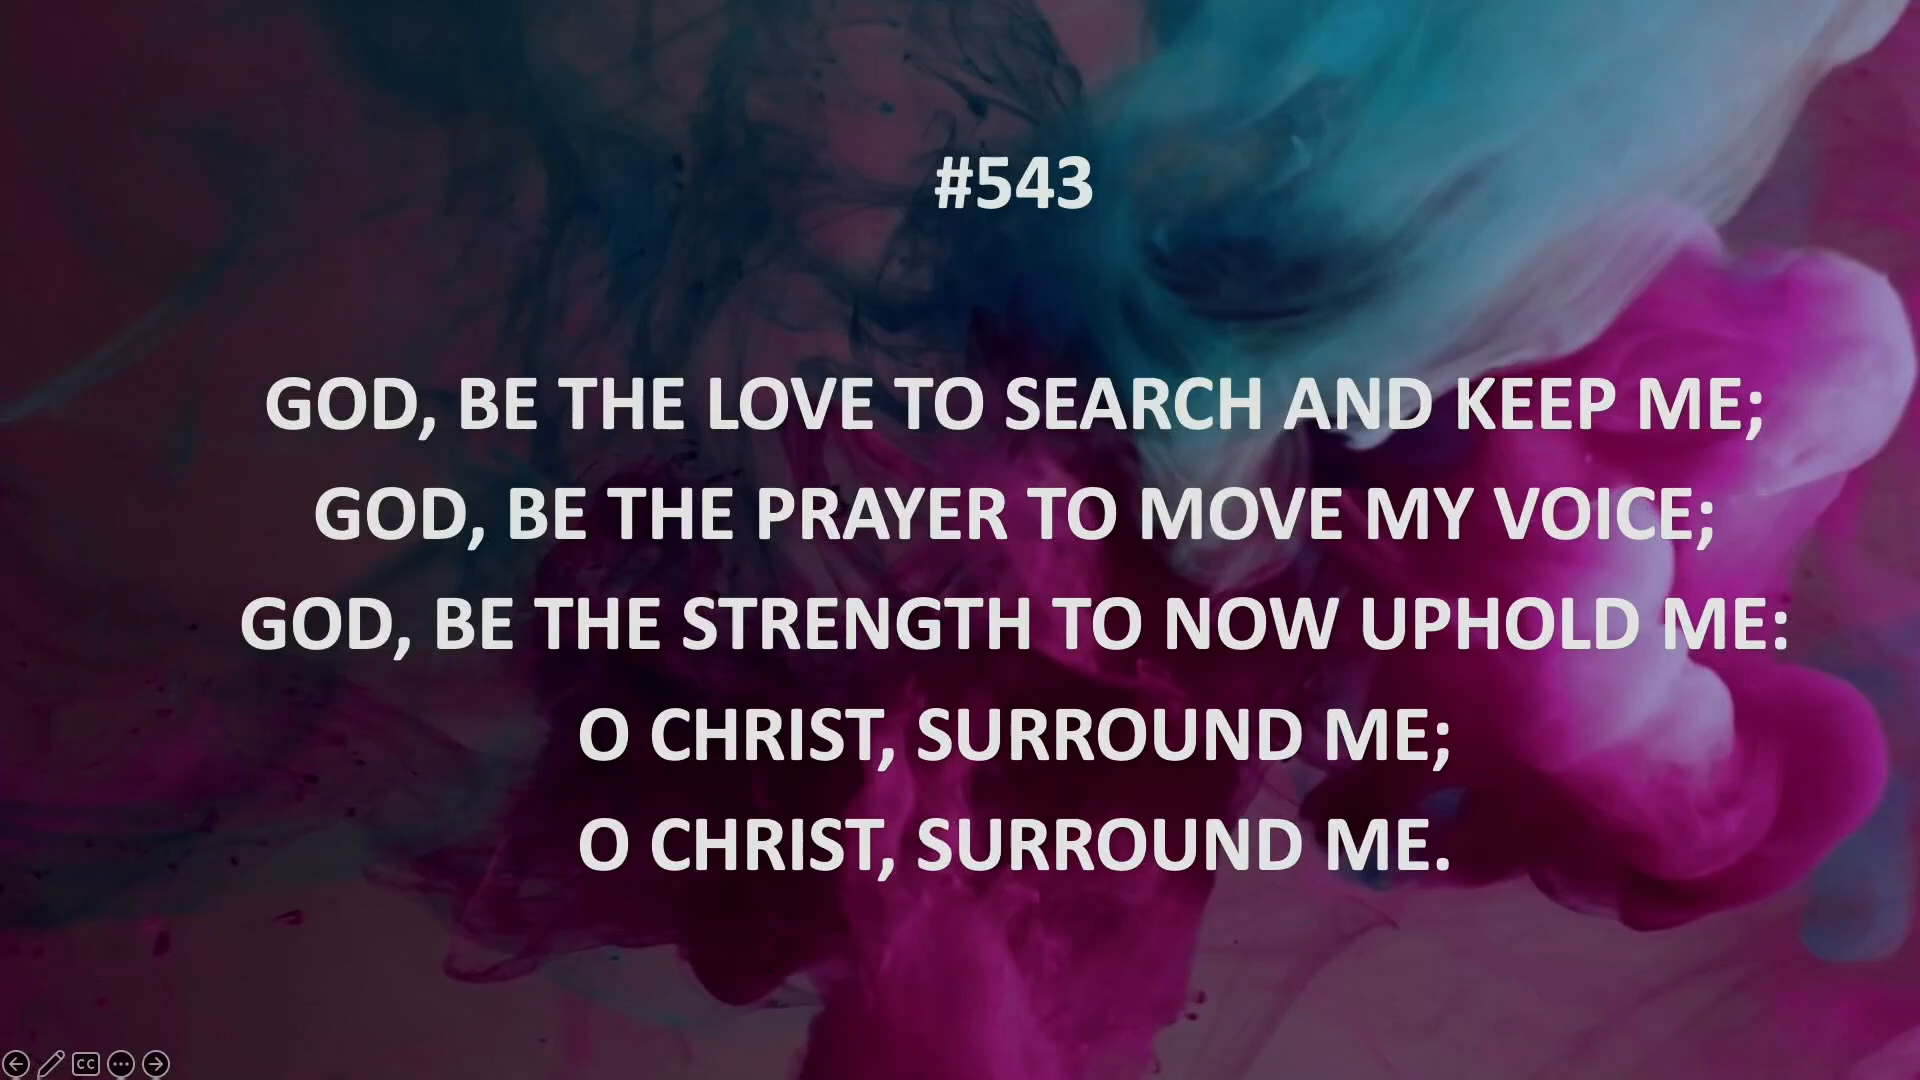 #543
GOD, BE THE LOVE TO SEARCH AND KEEP ME;
GOD, BE THE PRAYER TO MOVE MY VOICE;
GOD, BE THE STRENGTH TO NOW UPHOLD ME:
O CHRIST, SURROUND ME;
O CHRIST, SURROUND ME.
CC